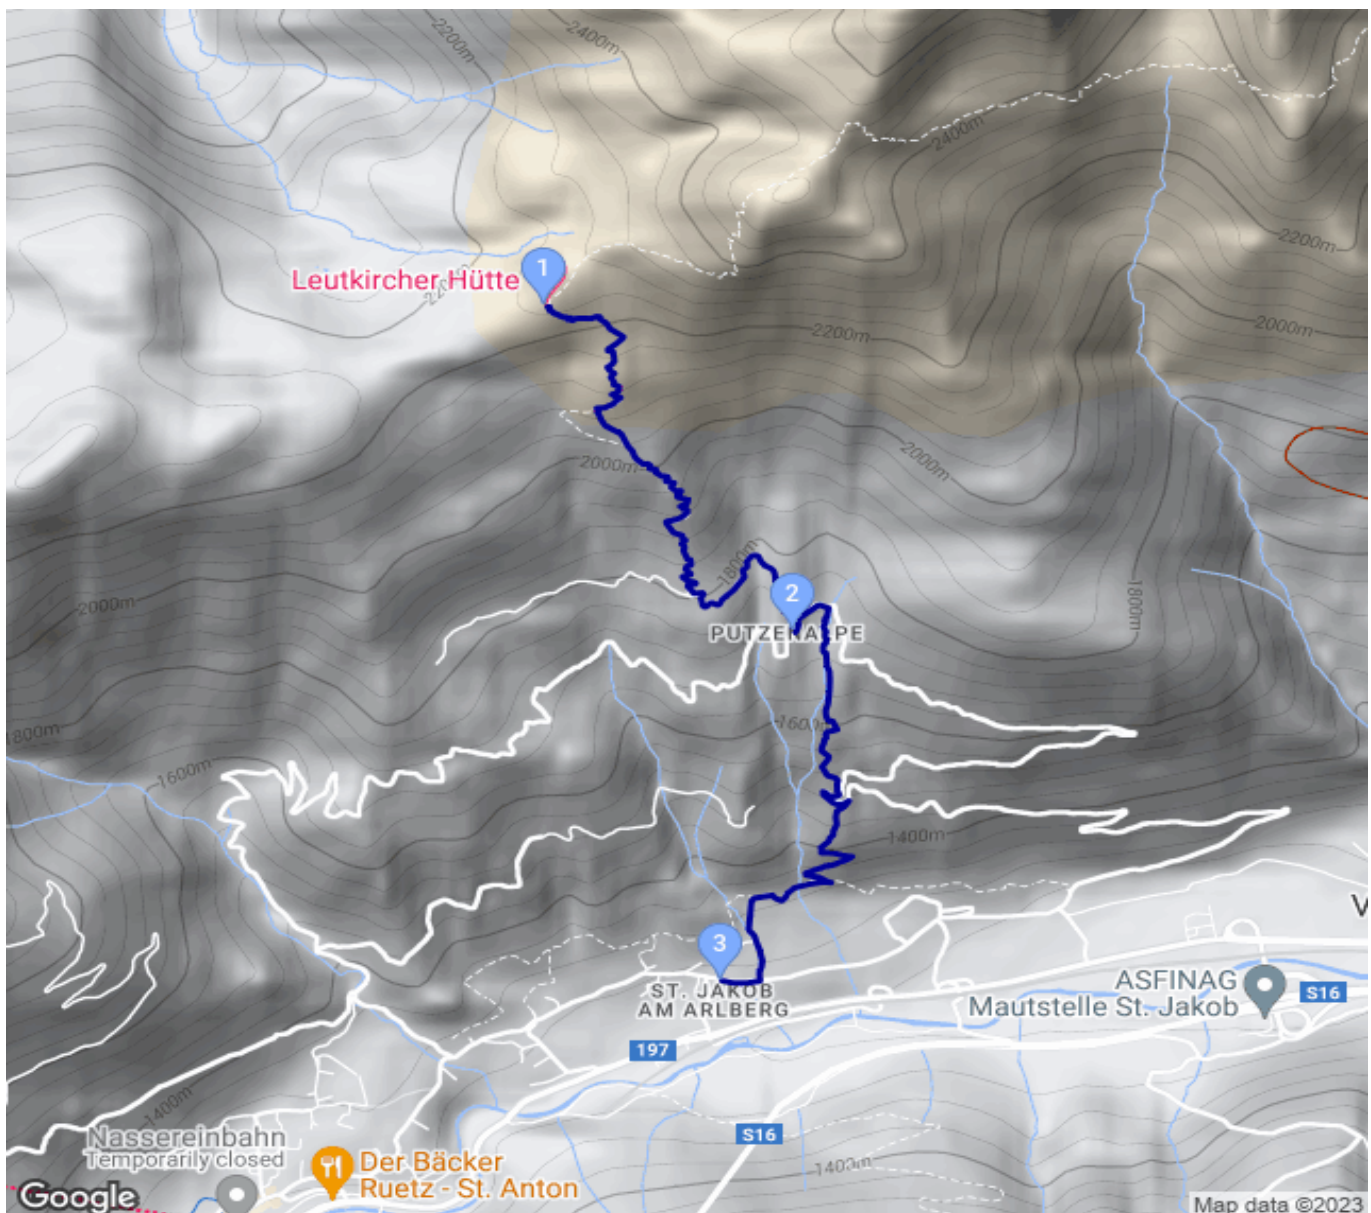 2200m
2400m
2400m
2200m
1
Leutkircher Hütte
2200m
2200m
2000m
2000m
2000m
1800m
2
1800m
2000m
PUTZENALPE
1600m
1800m
1600m
1400m
V
3
ASFINAG
Mautstelle St. Jakob
S16
ST. JAKOB
AM ARLBERG
197
1400m
S16
Nassereinbahn
Temporarily closed
Der Bäcker
Ruetz - St. Anton
1400m
Google
Map data ©2023